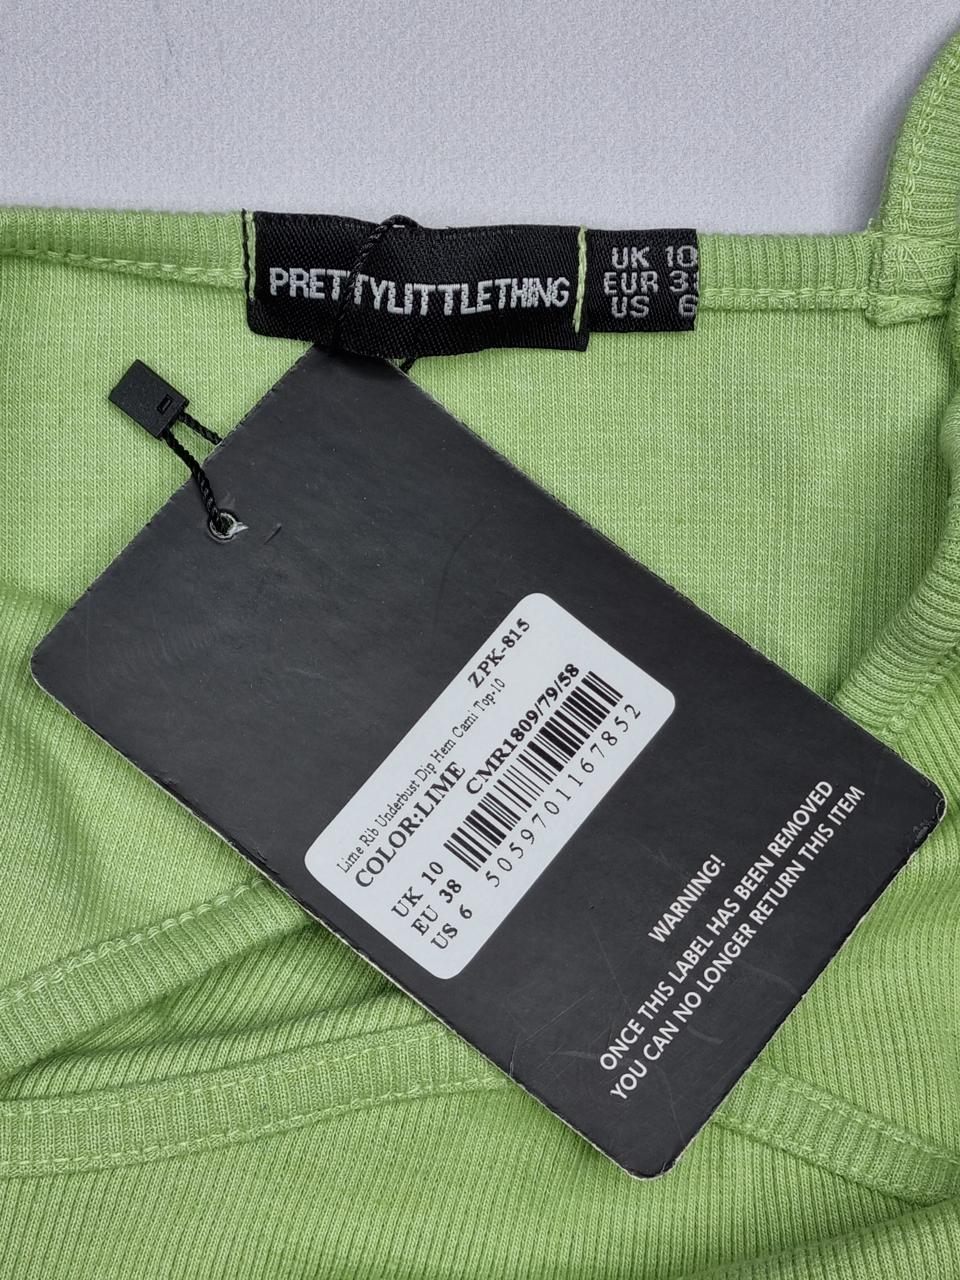 PRETTYLITTLETHING
UK 10
EUR 38
US 6
ZPK-815
Lime Rib Underbust Dip Hem Cami Top-10
COLOR:LIME CMR1809/79/58
UK 10
EU 38
US 6
5059701167852
WARNING!
ONCE THIS LABEL HAS BEEN REMOVED
YOU CAN NO LONGER RETURN THIS ITEM